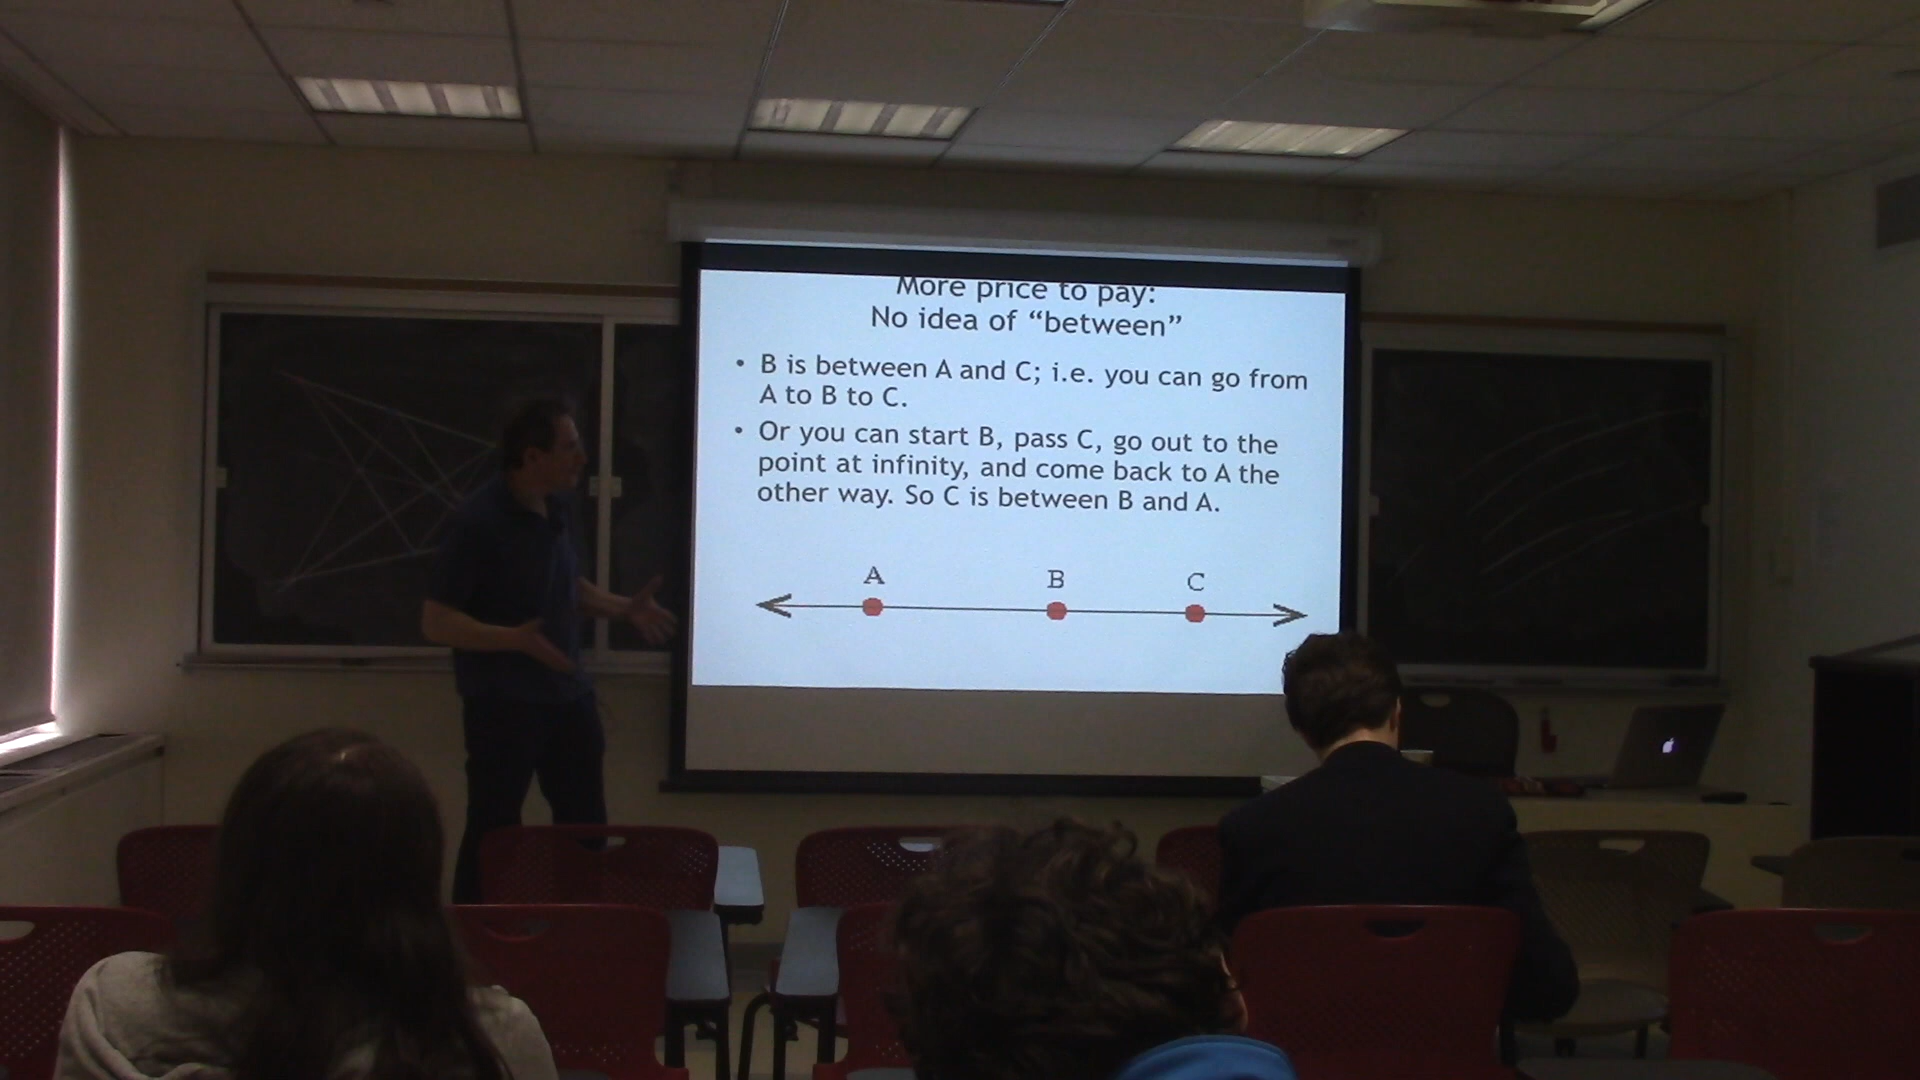 More price to pay:
No idea of “between”
• B is between A and C; i.e. you can go from
A to B to C.
• Or you can start B, pass C, go out to the
point at infinity, and come back to A the
other way. So C is between B and A.
A B C